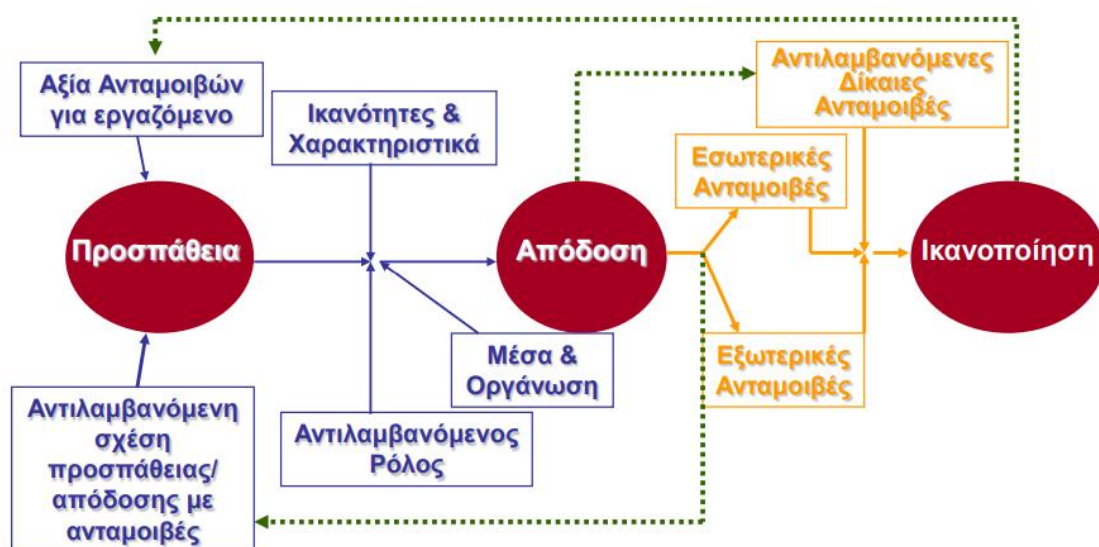 Αξία Ανταμοιβών
για εργαζόμενο
Ικανότητες &
Χαρακτηριστικά
Αντιλαμβανόμενες
Δίκαιες
Ανταμοιβές
Εσωτερικές
Ανταμοιβές
Προσπάθεια
Απόδοση
Ικανοποίηση
Μέσα &
Οργάνωση
Εξωτερικές
Ανταμοιβές
Αντιλαμβανόμενη
σχέση
προσπάθειας/
απόδοσης με
ανταμοιβές
Αντιλαμβανόμενος
Ρόλος